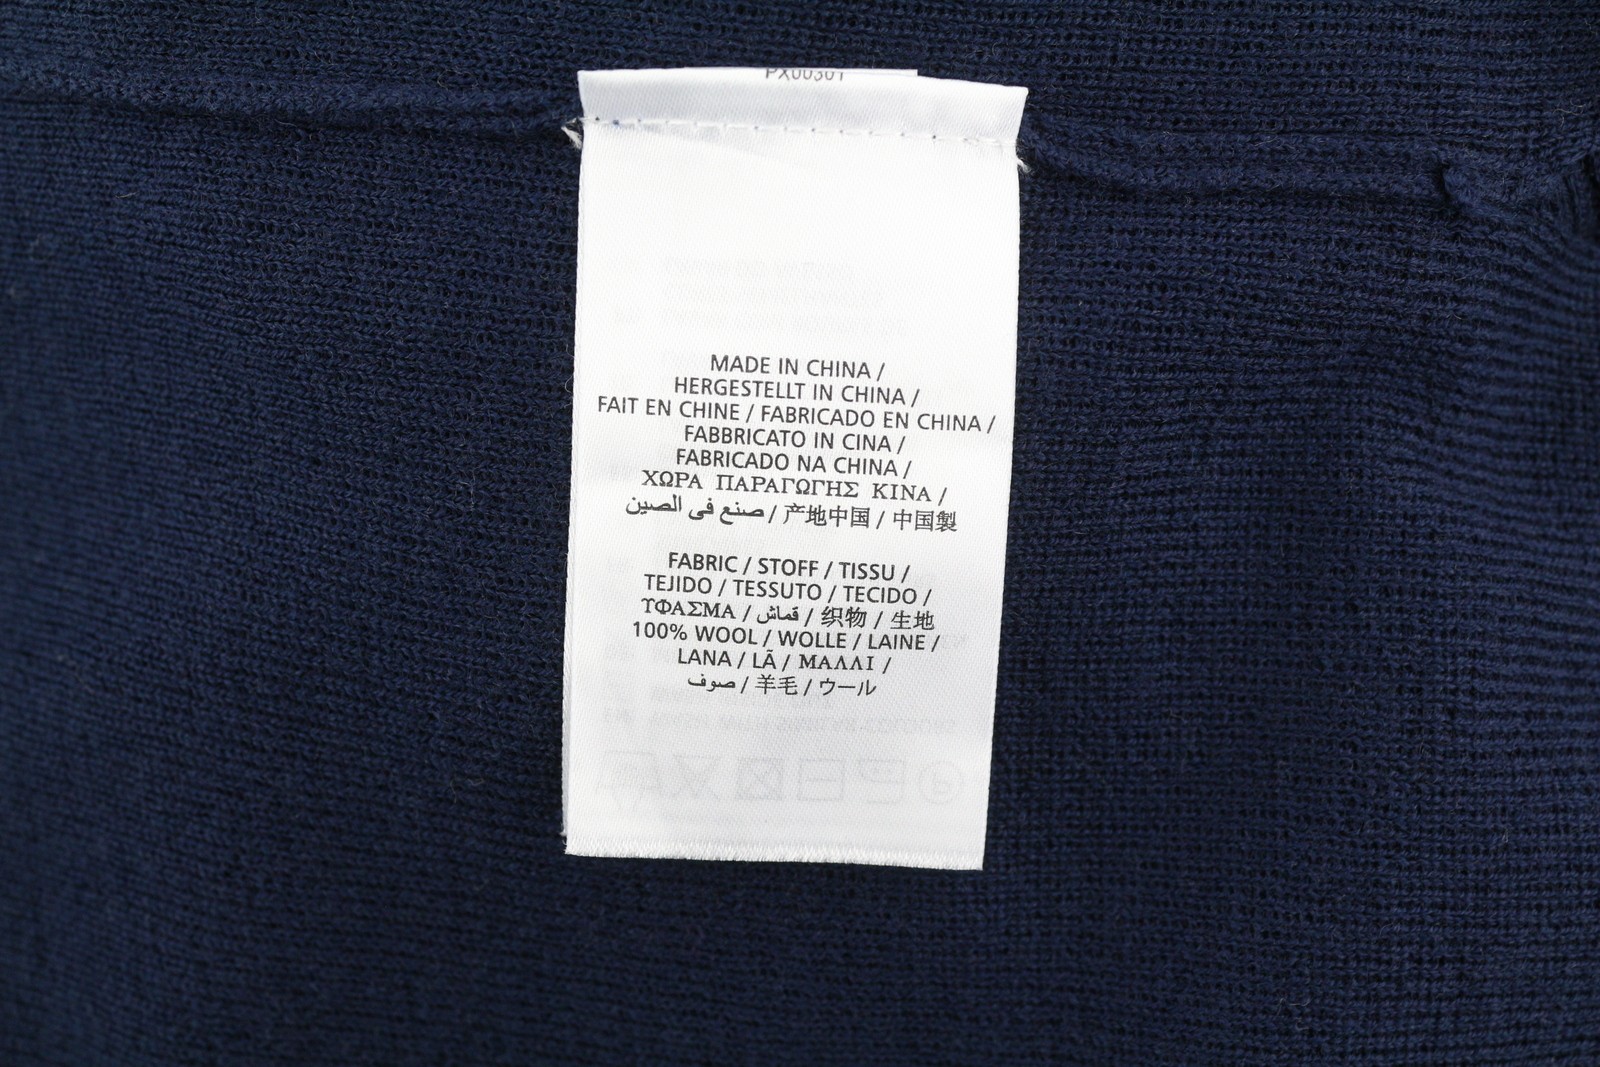 PX00301
MADE IN CHINA /
HERGESTELLT IN CHINA /
FAIT EN CHINE / FABRICADO EN CHINA /
FABBRICATO IN CINA /
FABRICADO NA CHINA /
ΧΩΡΑ ΠΑΡΑΓΩΓΗΣ ΚΙΝΑ /
صنع فى الصين / 产地中国 / 中国製
FABRIC / STOFF / TISSU /
TEJIDO / TESSUTO / TECIDO /
ΥΦΑΣΜΑ / قماش / 织物 / 生地
100% WOOL / WOLLE / LAINE /
LANA / LÃ / ΜΑΛΛΙ /
صوف / 羊毛 / ウール